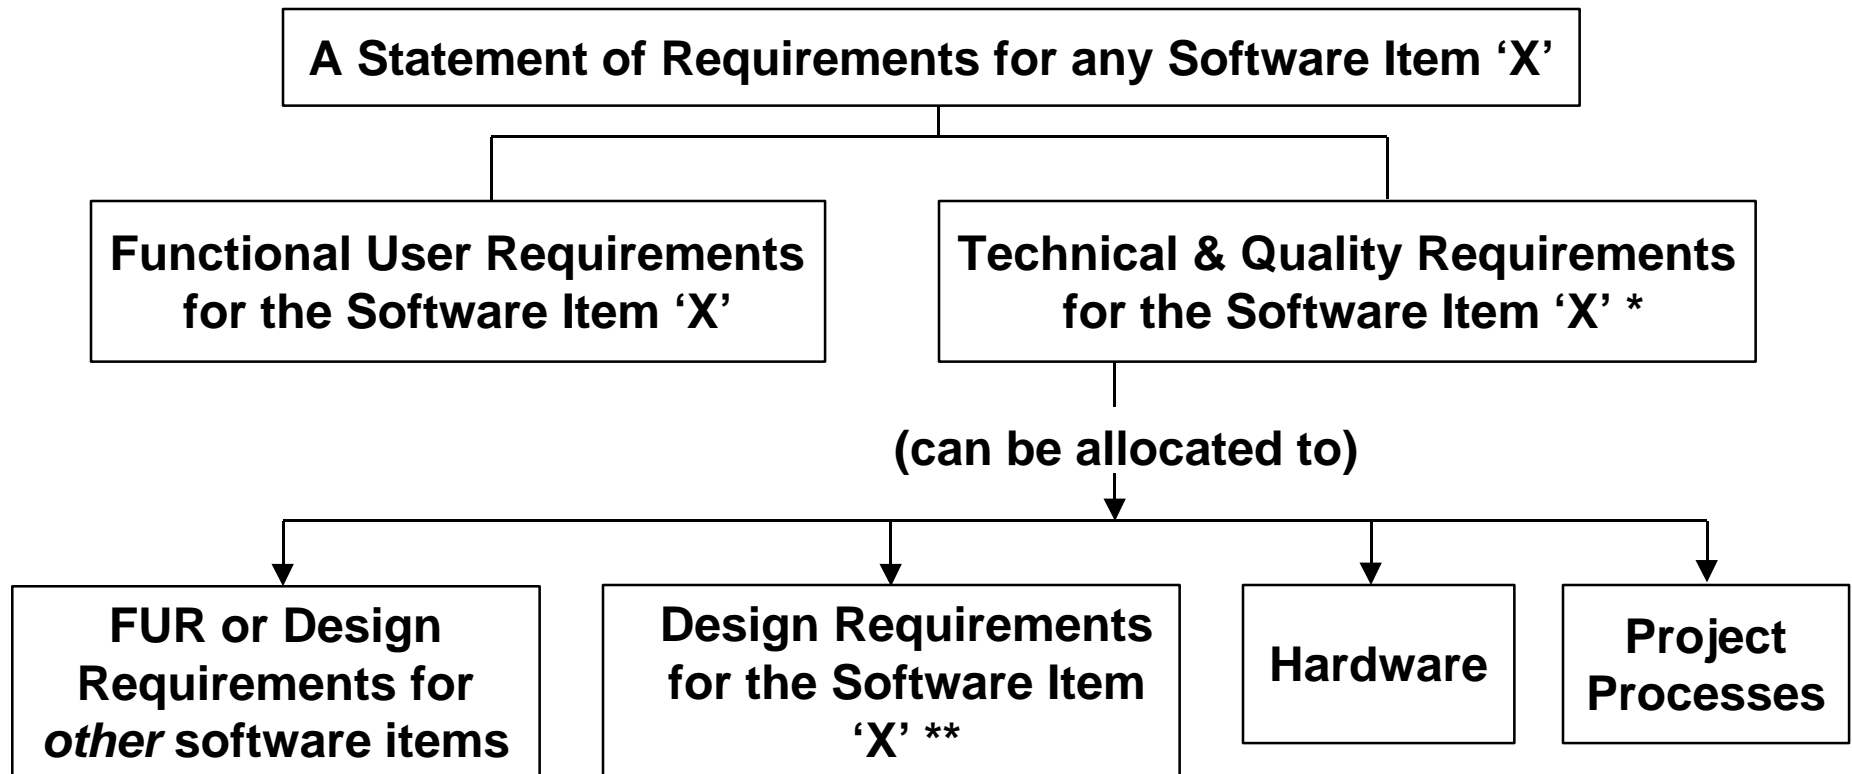 A Statement of Requirements for any Software Item ‘X’
Functional User Requirements
for the Software Item ‘X’
Technical & Quality Requirements
for the Software Item ‘X’ *
(can be allocated to)
FUR or Design
Requirements for
other software items
Design Requirements
for the Software Item
‘X’ **
Hardware
Project
Processes